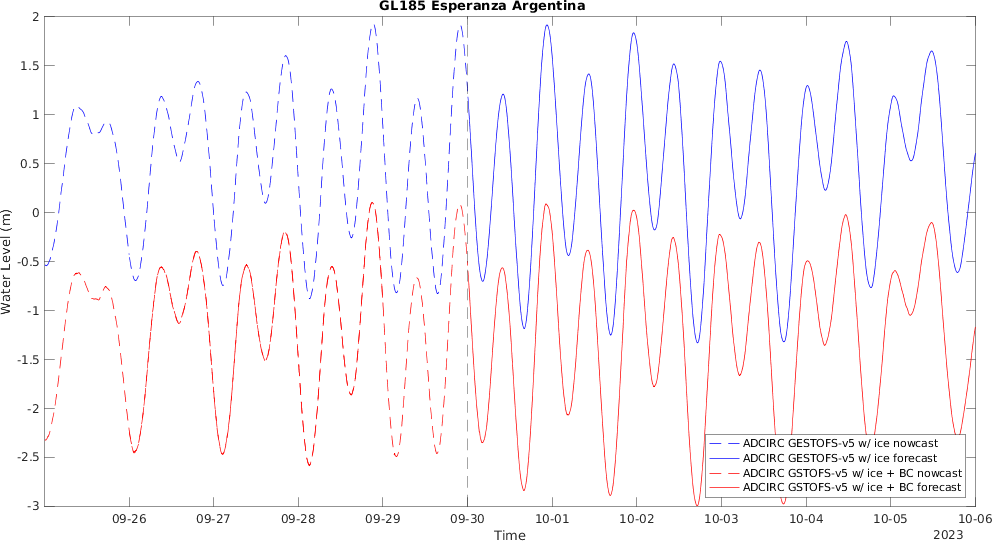 GL185 Esperanza Argentina
2
1.5
1
0.5
0
-0.5
-1
-1.5
-2
-2.5
-3
Water Level (m)
ADCIRC GESTOFS-v5 w/ ice nowcast
ADCIRC GESTOFS-v5 w/ ice forecast
ADCIRC GSTOFS-v5 w/ ice + BC nowcast
ADCIRC GSTOFS-v5 w/ ice + BC forecast
09-26 09-27 09-28 09-29 09-30 10-01 10-02 10-03 10-04 10-05 10-06
Time
2023